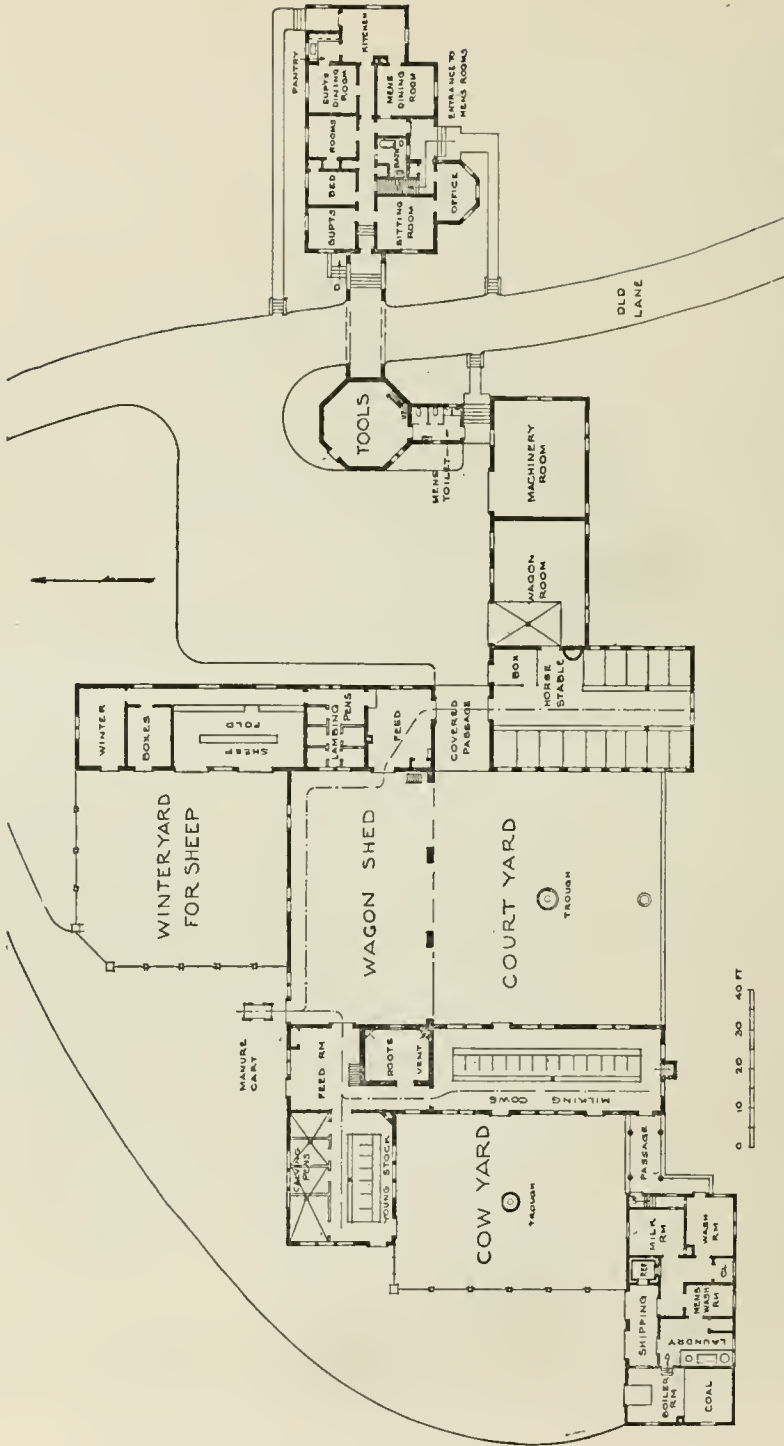 PANTRY
KITCHEN
SUPTS
DINING
ROOM
MENS
DINING
ROOM
ENTRANCE TO
MENS ROOMS
ROOMS
BED
SUPTS
BATH
SITTING
ROOM
OFFICE
D
OLD
LANE
TOOLS
MENS
TOILET
MACHINERY
ROOM
WAGON
ROOM
BOX
HORSE
STABLE
WINTER
BOXES
SHEEP
FOLD
LAMBING
PENS
FEED
COVERED
PASSAGE
WINTER YARD
FOR SHEEP
WAGON SHED
COURT YARD
TROUGH
MANURE
CART
FEED RM
ROOTS
VENT
MILKING COWS
CALVING
PENS
YOUNG STOCK
COW YARD
TROUGH
PASSAGE
MILK
RM
WASH
RM
REF
CL
SHIPPING
MENS
WASH
RM
LAUNDRY
BOILER
RM
COAL
0 10 20 30 40 FT